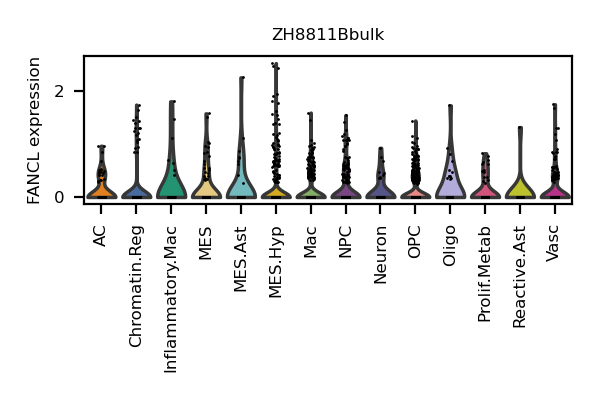 ZH8811Bbulk
FANCL expression
2
0
AC
Chromatin.Reg
Inflammatory.Mac
MES
MES.Ast
MES.Hyp
Mac
NPC
Neuron
OPC
Oligo
Prolif.Metab
Reactive.Ast
Vasc